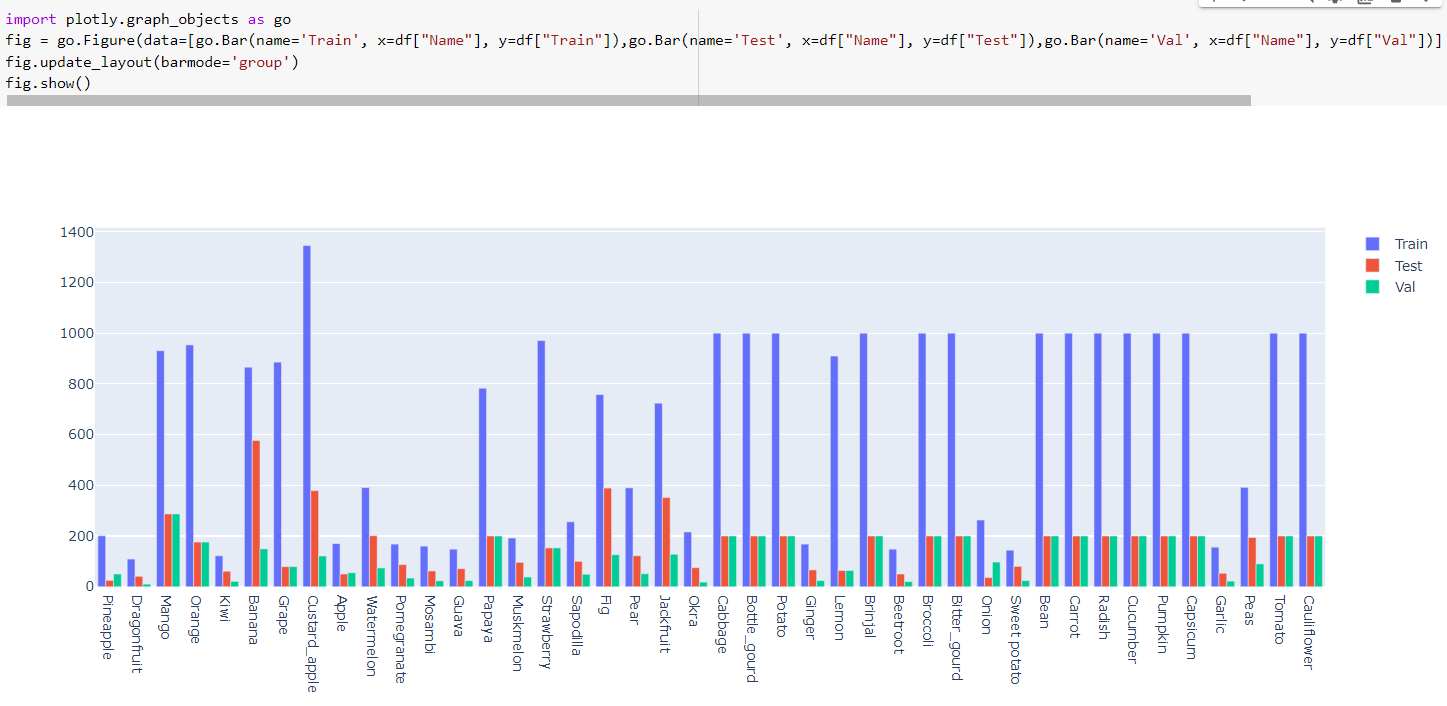 import plotly.graph_objects as go
fig = go.Figure(data=[go.Bar(name='Train', x=df["Name"], y=df["Train"]),go.Bar(name='Test', x=df["Name"], y=df["Test"]),go.Bar(name='Val', x=df["Name"], y=df["Val"])]
fig.update_layout(barmode='group')
fig.show()
1400
1200
1000
800
600
400
200
0
Train
Test
Val
Pineapple
Dragonfruit
Mango
Orange
Kiwi
Banana
Grape
Custard_apple
Apple
Watermelon
Pomegranate
Mosambi
Guava
Papaya
Muskmelon
Strawberry
Sapodilla
Fig
Pear
Jackfruit
Okra
Cabbage
Bottle_gourd
Potato
Ginger
Lemon
Brinjal
Beetroot
Broccoli
Bitter_gourd
Onion
Sweet potato
Bean
Carrot
Radish
Cucumber
Pumpkin
Capsicum
Garlic
Peas
Tomato
Cauliflower